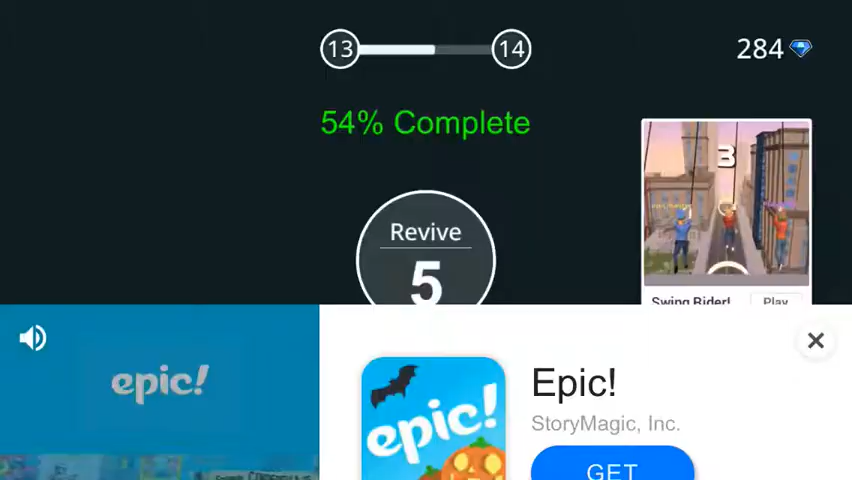 13 14 284
54% Complete
3
Revive
5
Swing Rider! Play
epic!
epic!
Epic!
StoryMagic, Inc.
GET